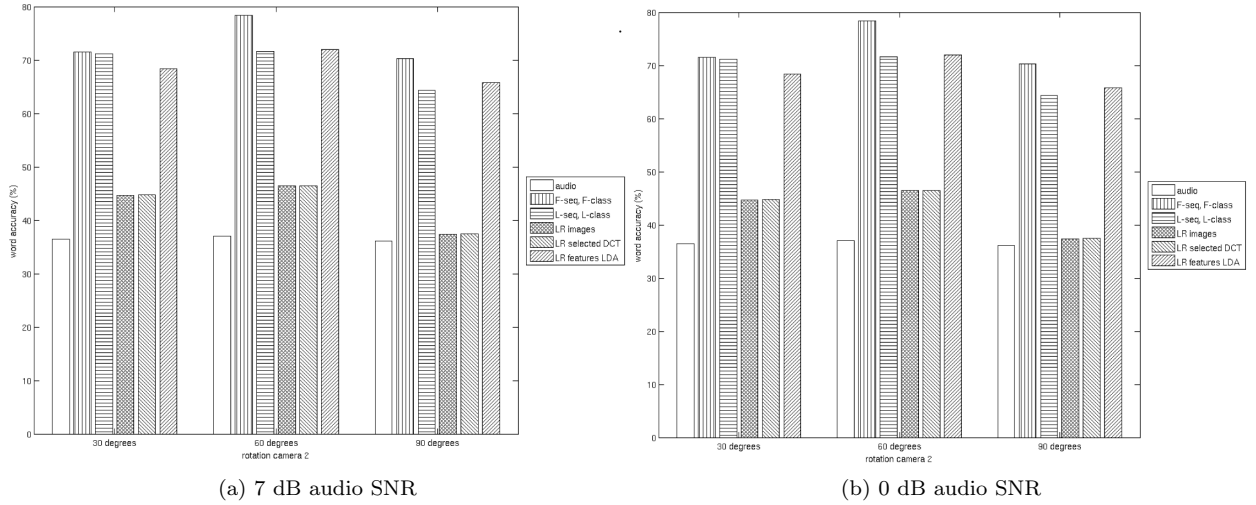 80
70
60
50
40
30
20
10
0
word accuracy (%)
30 degrees
60 degrees
90 degrees
rotation camera 2
audio
F-seq, F-class
L-seq, L-class
LR images
LR selected DCT
LR features LDA
(a) 7 dB audio SNR
80
70
60
50
40
30
20
10
0
word accuracy (%)
30 degrees
60 degrees
90 degrees
rotation camera 2
audio
F-seq, F-class
L-seq, L-class
LR images
LR selected DCT
LR features LDA
(b) 0 dB audio SNR